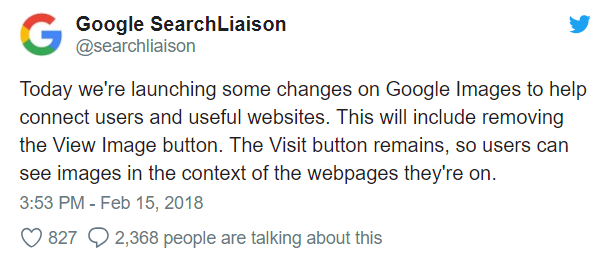 Google SearchLiaison
@searchliaison
Today we're launching some changes on Google Images to help
connect users and useful websites. This will include removing
the View Image button. The Visit button remains, so users can
see images in the context of the webpages they're on.
3:53 PM - Feb 15, 2018
827 2,368 people are talking about this